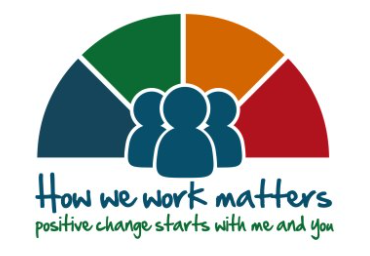 How we work matters
positive change starts with me and you